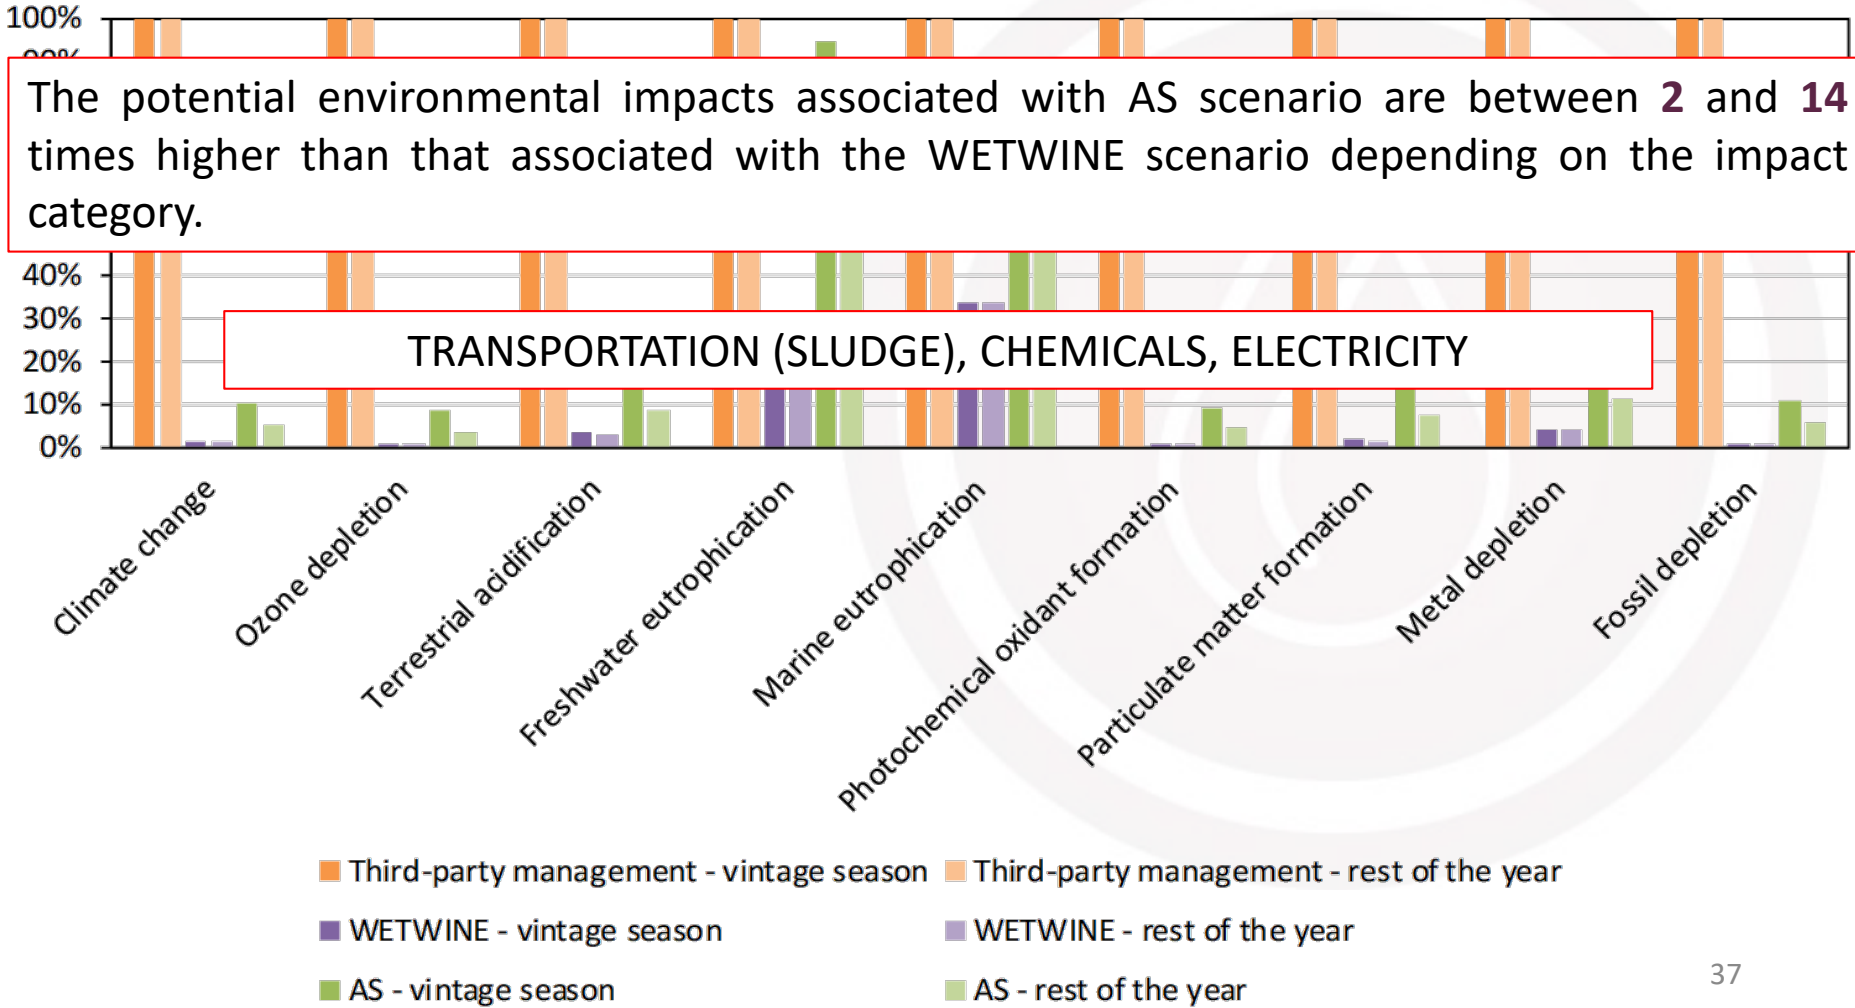 100%
90%
The potential environmental impacts associated with AS scenario are between 2 and 14
times higher than that associated with the WETWINE scenario depending on the impact
category.
40%
30%
TRANSPORTATION (SLUDGE), CHEMICALS, ELECTRICITY
20%
10%
0%
Climate change
Ozone depletion
Terrestrial acidification
Freshwater eutrophication
Marine eutrophication
Photochemical oxidant formation
Particulate matter formation
Metal depletion
Fossil depletion
Third-party management - vintage season
Third-party management - rest of the year
WETWINE - vintage season
WETWINE - rest of the year
AS - vintage season
AS - rest of the year
37